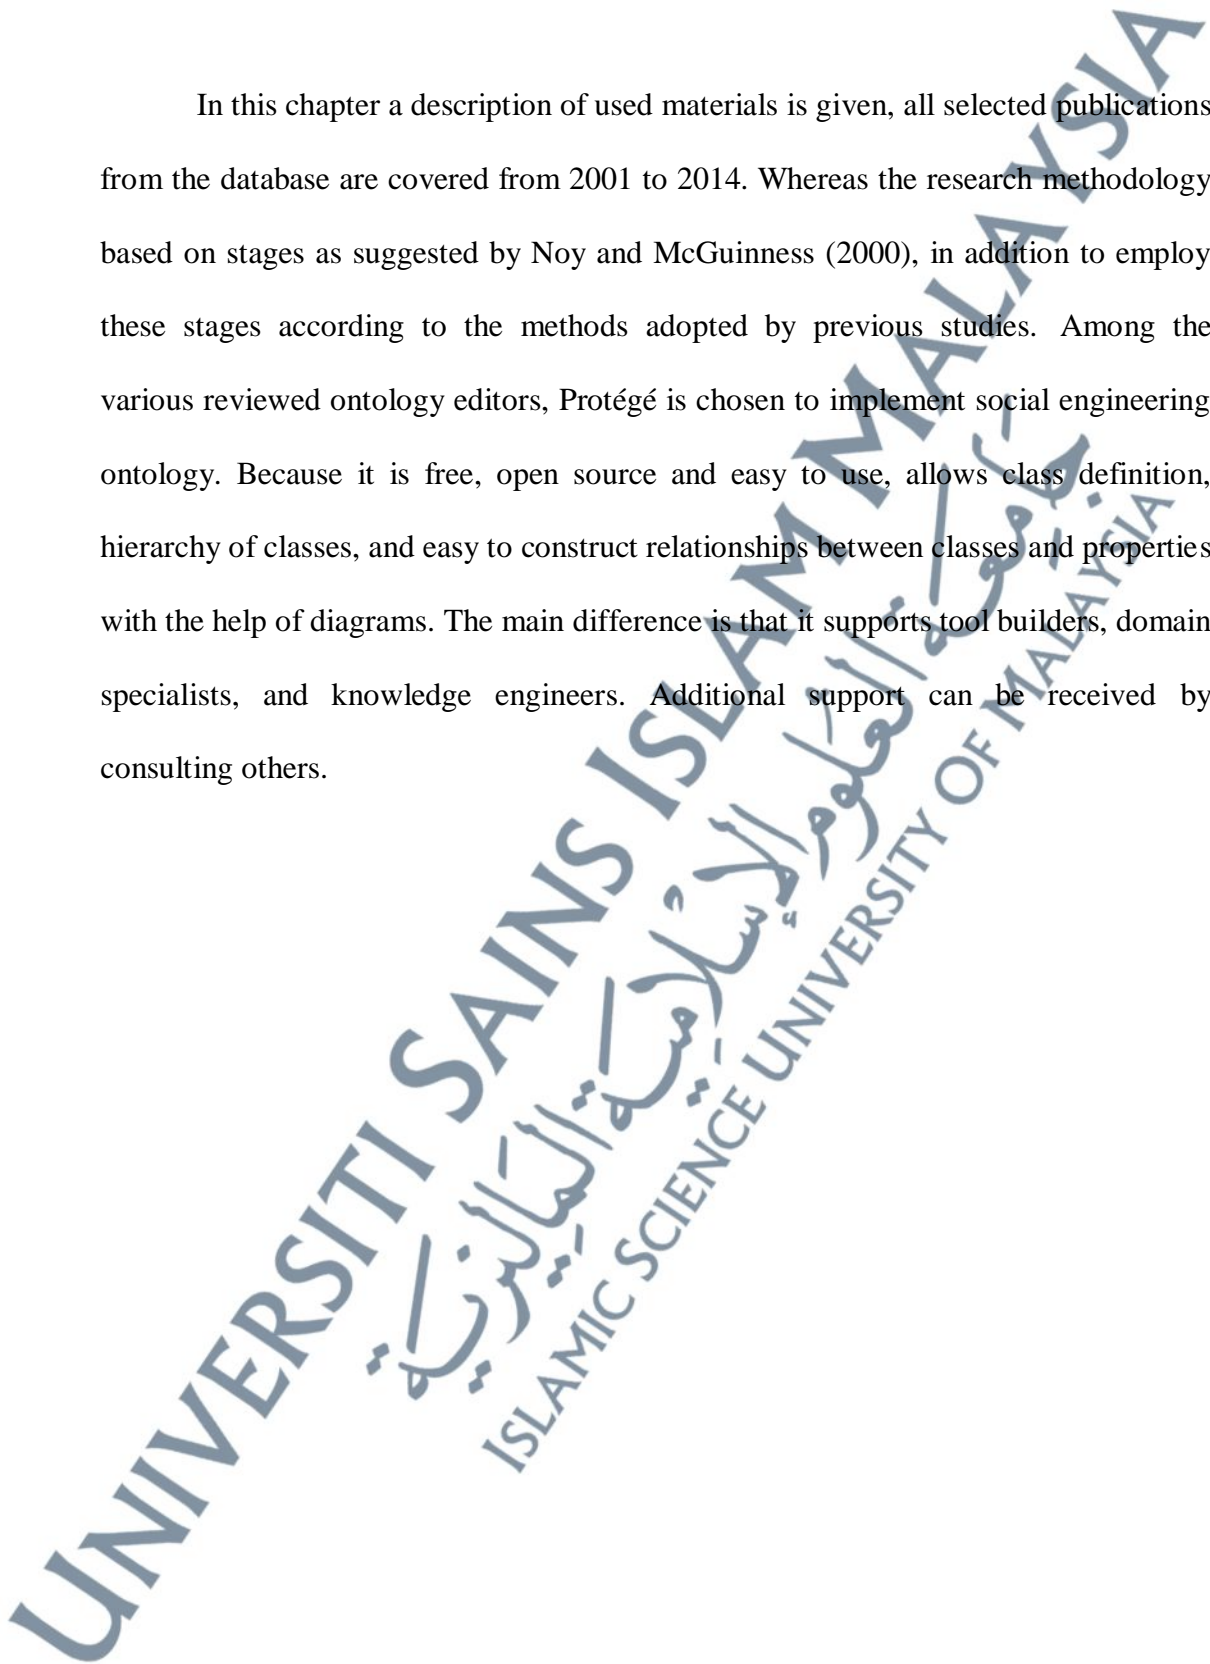 In this chapter a description of used materials is given, all selected publications
from the database are covered from 2001 to 2014. Whereas the research methodology
based on stages as suggested by Noy and McGuinness (2000), in addition to employ
these stages according to the methods adopted by previous studies. Among the
various reviewed ontology editors, Protégé is chosen to implement social engineering
ontology. Because it is free, open source and easy to use, allows class definition,
hierarchy of classes, and easy to construct relationships between classes and properties
with the help of diagrams. The main difference is that it supports tool builders, domain
specialists, and knowledge engineers. Additional support can be received by
consulting others.
UNIVERSITI SAINS ISLAM MALAYSIA
جامعة العلوم الإسلامية الماليزية
ISLAMIC SCIENCE UNIVERSITY OF MALAYSIA